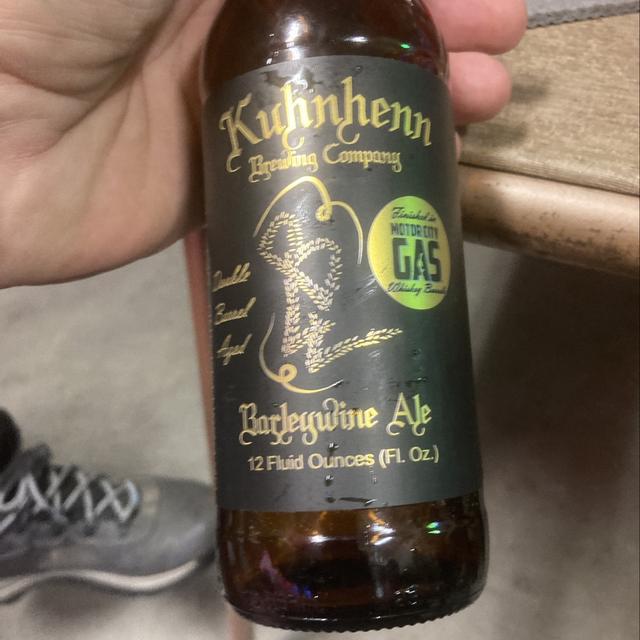 Kuhnhenn
Brewing Company
Finished in
MOTOR CITY
GAS
Whisky Barrels
Double
Barrel
Aged
Barleywine Ale
12 Fluid Ounces (Fl. Oz.)